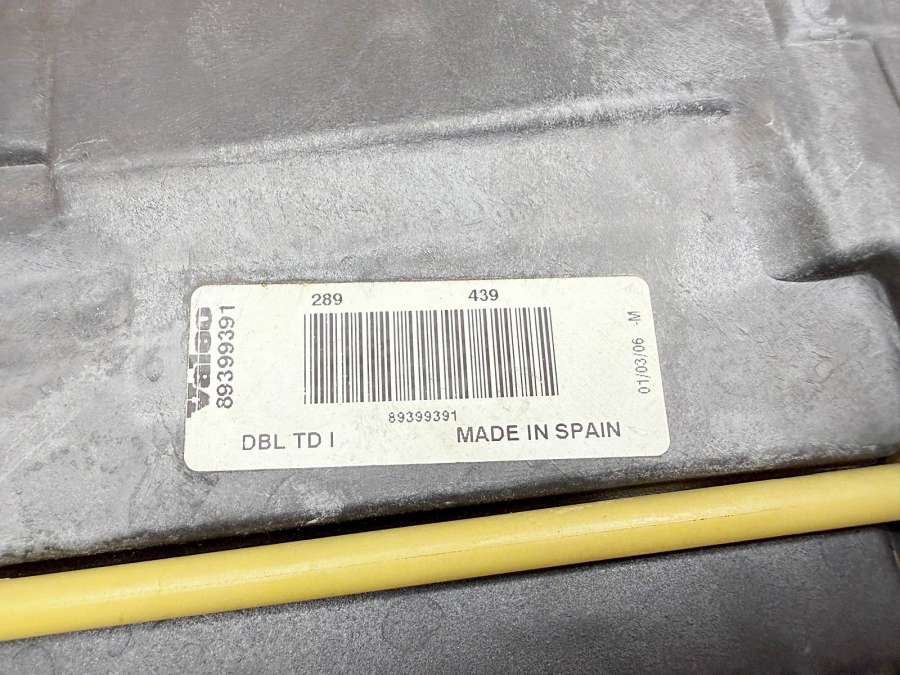 289 439
Valeo
89399391
89399391
01/03/06 -M
DBL TD I MADE IN SPAIN